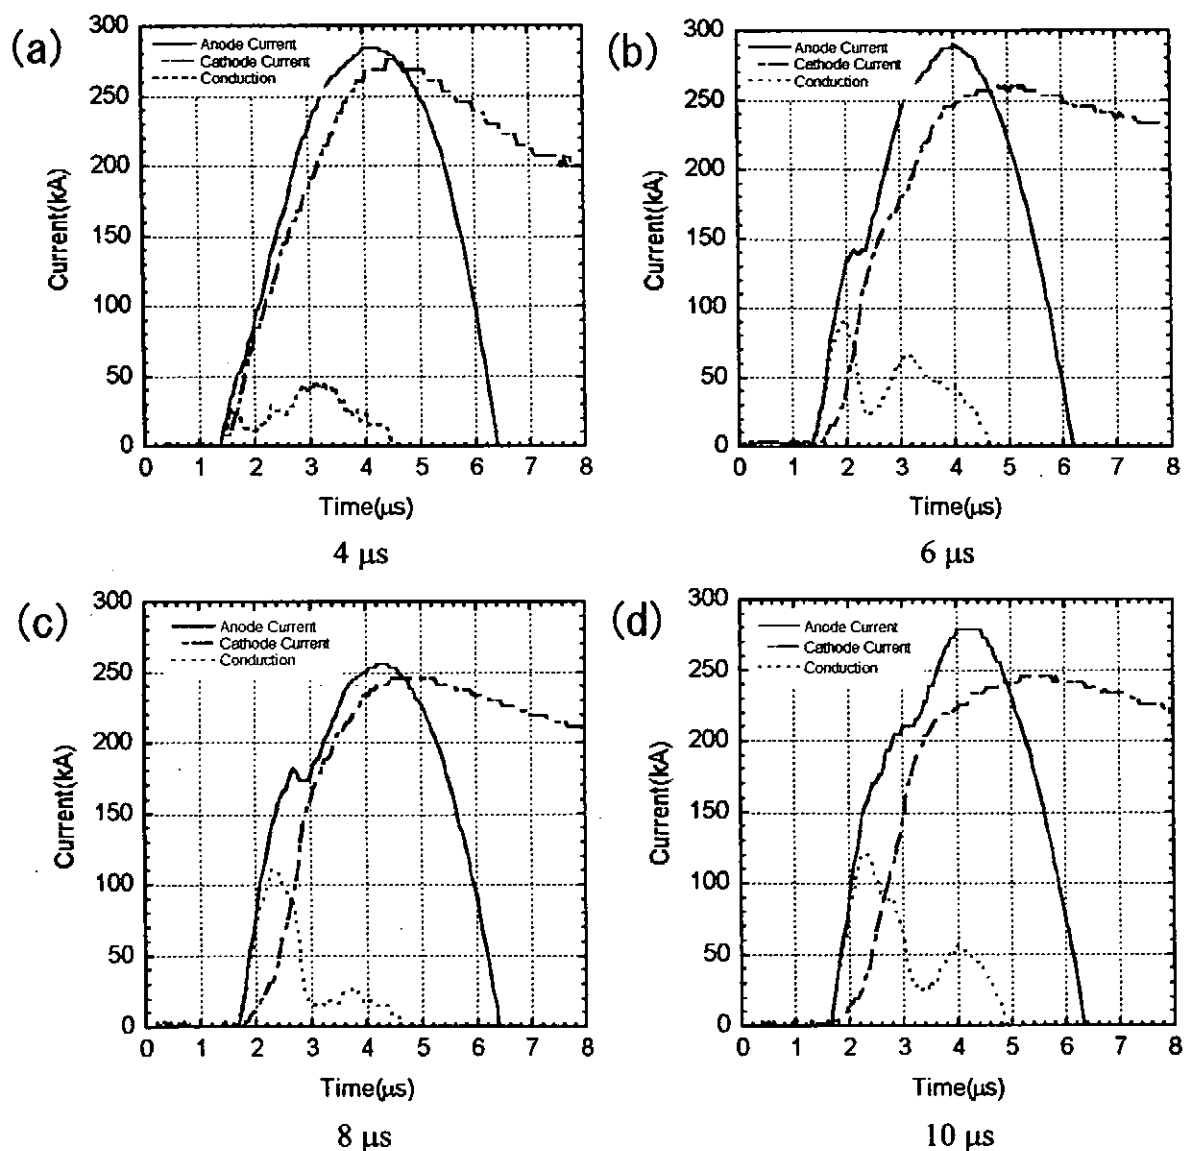 (a)
300
250
200
150
100
50
0
Current(kA)
Anode Current
Cathode Current
Conduction
0 1 2 3 4 5 6 7 8
Time(μs)
4 μs
(b)
300
250
200
150
100
50
0
Current(kA)
Anode Current
Cathode Current
Conduction
0 1 2 3 4 5 6 7 8
Time(μs)
6 μs
(c)
300
250
200
150
100
50
0
Current(kA)
Anode Current
Cathode Current
Conduction
0 1 2 3 4 5 6 7 8
Time(μs)
8 μs
(d)
300
250
200
150
100
50
0
Current(kA)
Anode Current
Cathode Current
Conduction
0 1 2 3 4 5 6 7 8
Time(μs)
10 μs